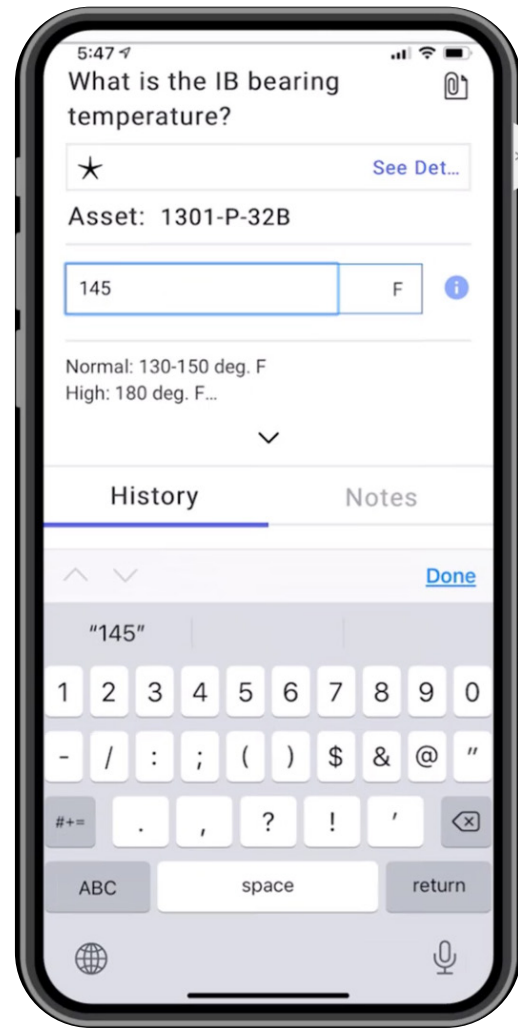 5:47
What is the IB bearing
temperature?
See Det...
Asset: 1301-P-32B
145 F
Normal: 130-150 deg. F
High: 180 deg. F...
History Notes
Done
"145"
1 2 3 4 5 6 7 8 9 0
- / : ; ( ) $ & @ "
#+= . , ? ! '
ABC space return